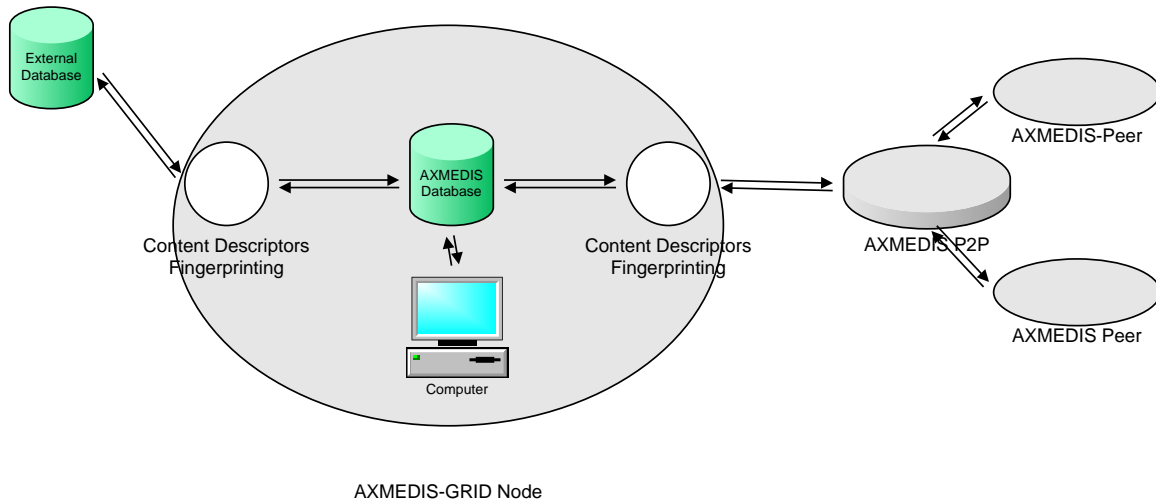 External
Database
AXMEDIS
Database
Content Descriptors
Fingerprinting
Content Descriptors
Fingerprinting
Computer
AXMEDIS P2P
AXMEDIS-Peer
AXMEDIS Peer
AXMEDIS-GRID Node